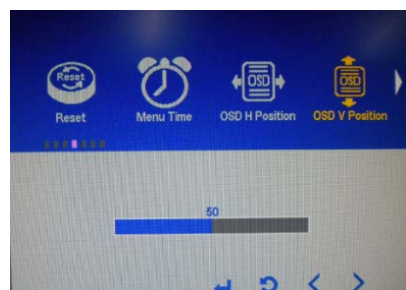 Reset
OSD
OSD
Reset
Menu Time
OSD H Position
OSD V Position
50